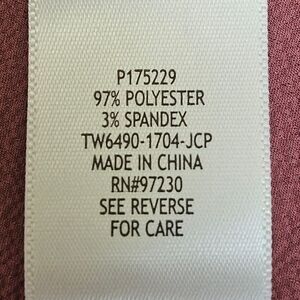 P175229
97% POLYESTER
3% SPANDEX
TW6490-1704-JCP
MADE IN CHINA
RN#97230
SEE REVERSE
FOR CARE